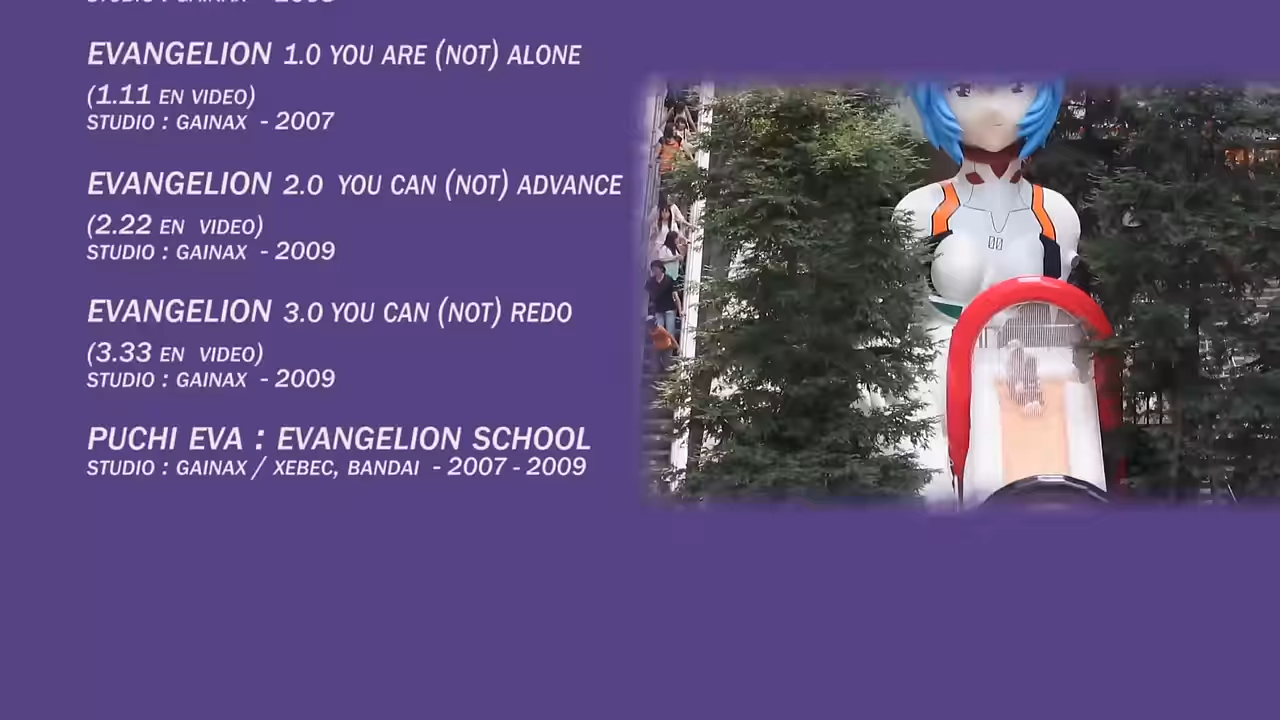 EVANGELION 1.0 YOU ARE (NOT) ALONE
(1.11 EN VIDEO)
STUDIO : GAINAX - 2007
EVANGELION 2.0 YOU CAN (NOT) ADVANCE
(2.22 EN VIDEO)
STUDIO : GAINAX - 2009
EVANGELION 3.0 YOU CAN (NOT) REDO
(3.33 EN VIDEO)
STUDIO : GAINAX - 2009
PUCHI EVA : EVANGELION SCHOOL
STUDIO : GAINAX / XEBEC, BANDAI - 2007 - 2009
00